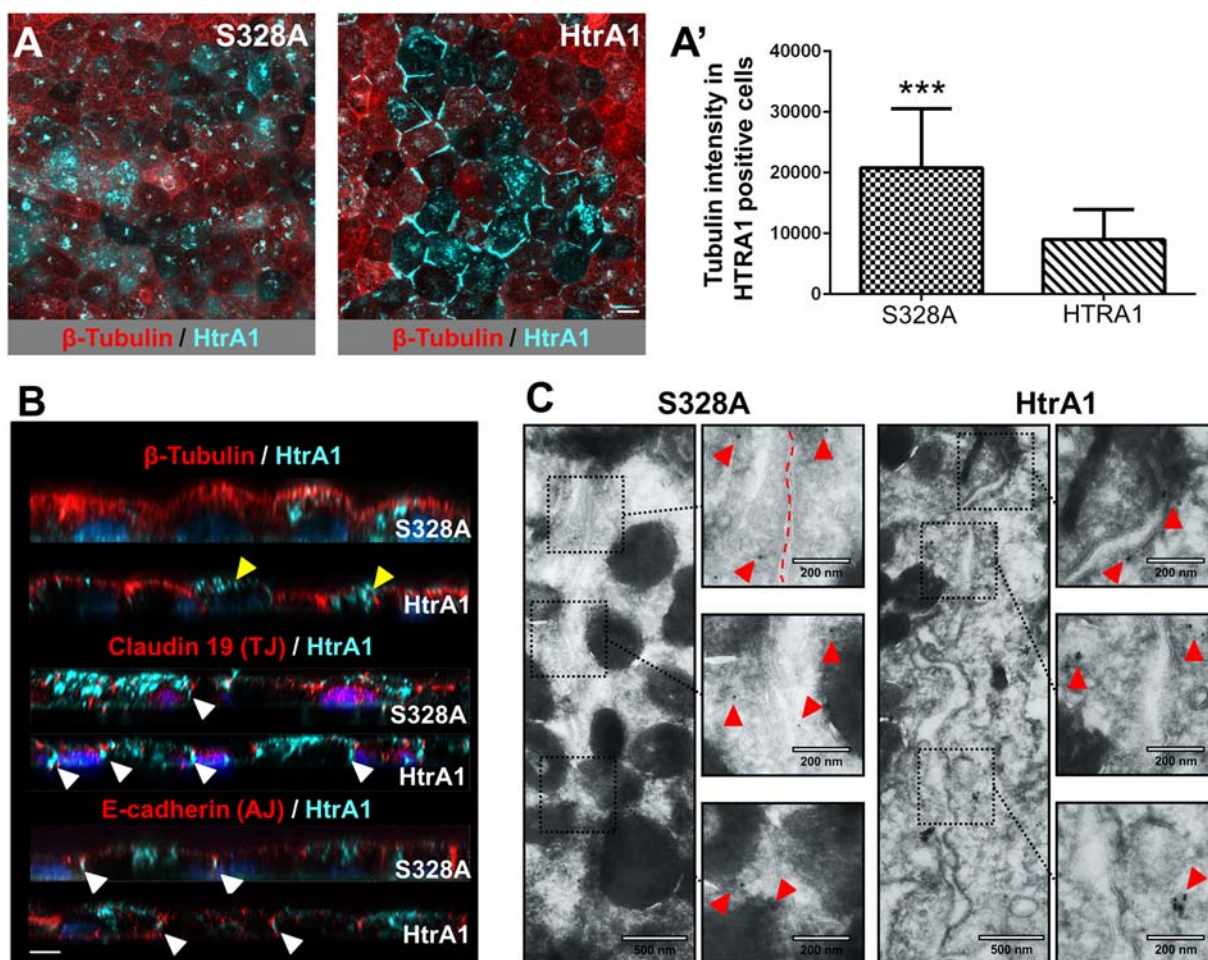 A
S328A
HtrA1
β-Tubulin / HtrA1
β-Tubulin / HtrA1
A'
Tubulin intensity in
HTRA1 positive cells
40000
30000
20000
10000
0
***
S328A
HTRA1
B
β-Tubulin / HtrA1
S328A
HtrA1
Claudin 19 (TJ) / HtrA1
S328A
HtrA1
E-cadherin (AJ) / HtrA1
S328A
HtrA1
C
S328A
HtrA1
200 nm
200 nm
200 nm
200 nm
500 nm
200 nm
500 nm
200 nm